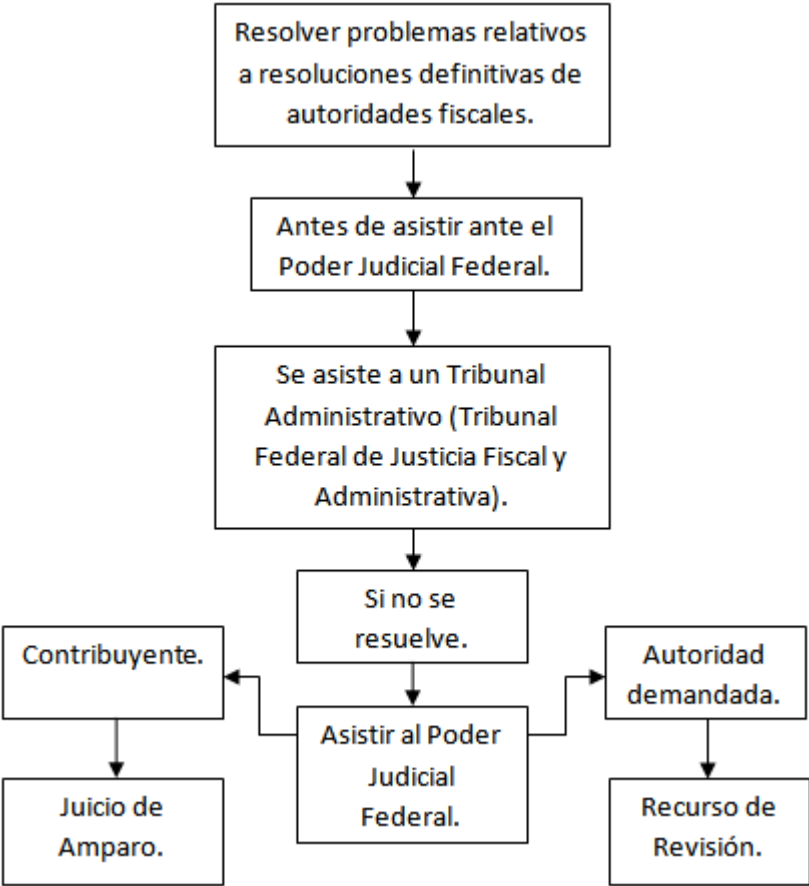 Resolver problemas relativos
a resoluciones definitivas de
autoridades fiscales.
Antes de asistir ante el
Poder Judicial Federal.
Se asiste a un Tribunal
Administrativo (Tribunal
Federal de Justicia Fiscal y
Administrativa).
Si no se
resuelve.
Contribuyente.
Autoridad
demandada.
Asistir al Poder
Judicial
Federal.
Juicio de
Amparo.
Recurso de
Revisión.